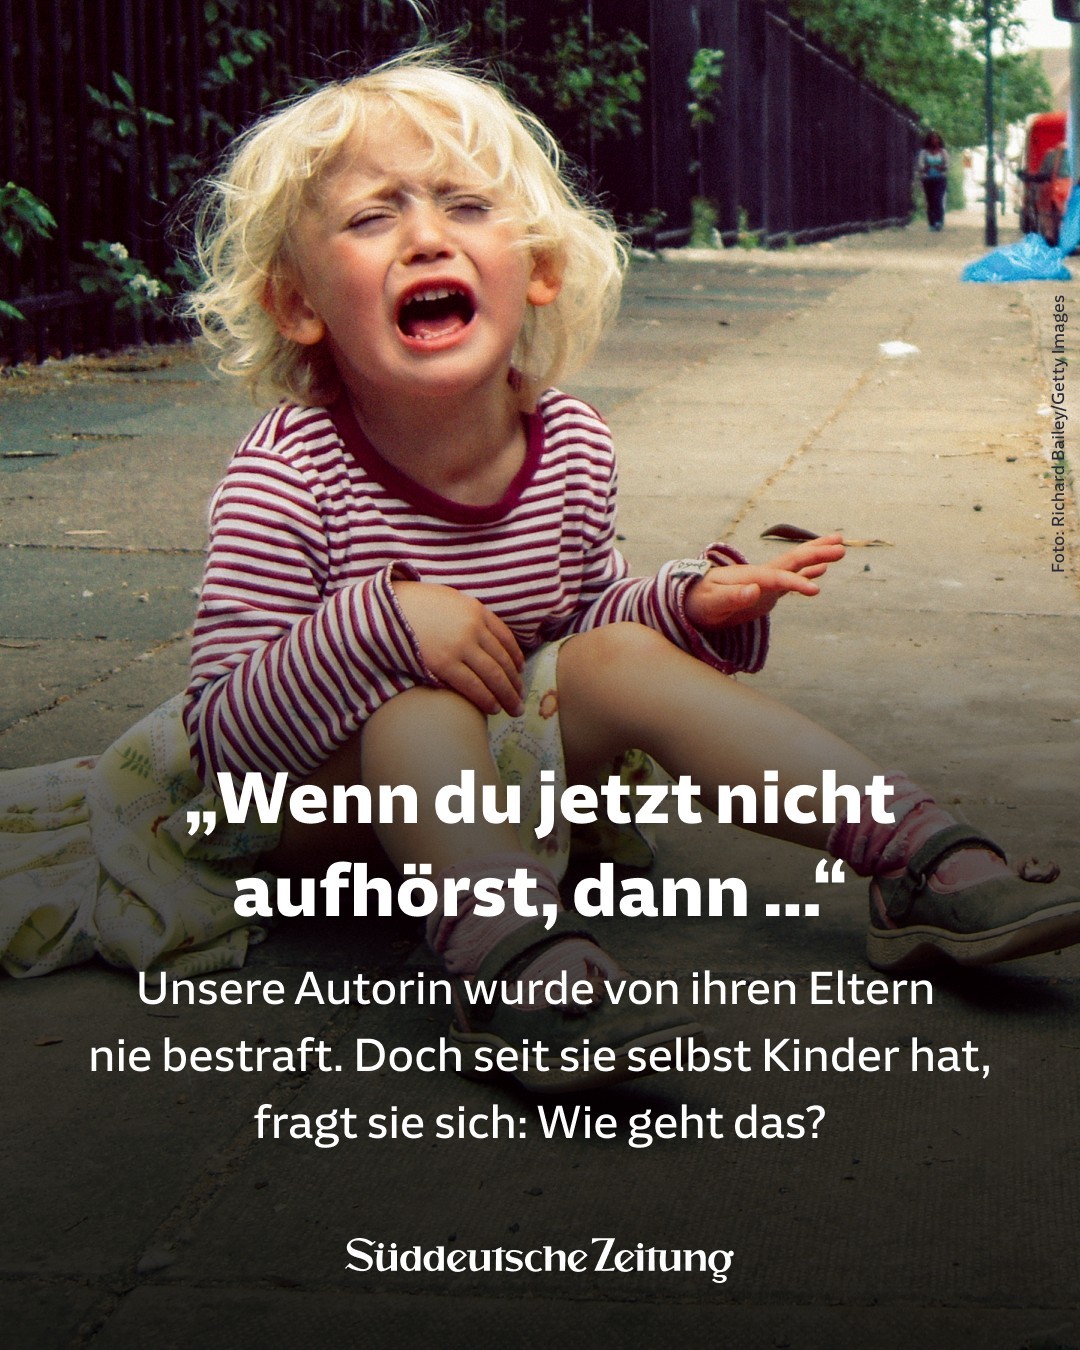 Foto: Richard Bailey/Getty Images
„Wenn du jetzt nicht
aufhörst, dann ...“
Unsere Autorin wurde von ihren Eltern
nie bestraft. Doch seit sie selbst Kinder hat,
fragt sie sich: Wie geht das?
Süddeutsche Zeitung